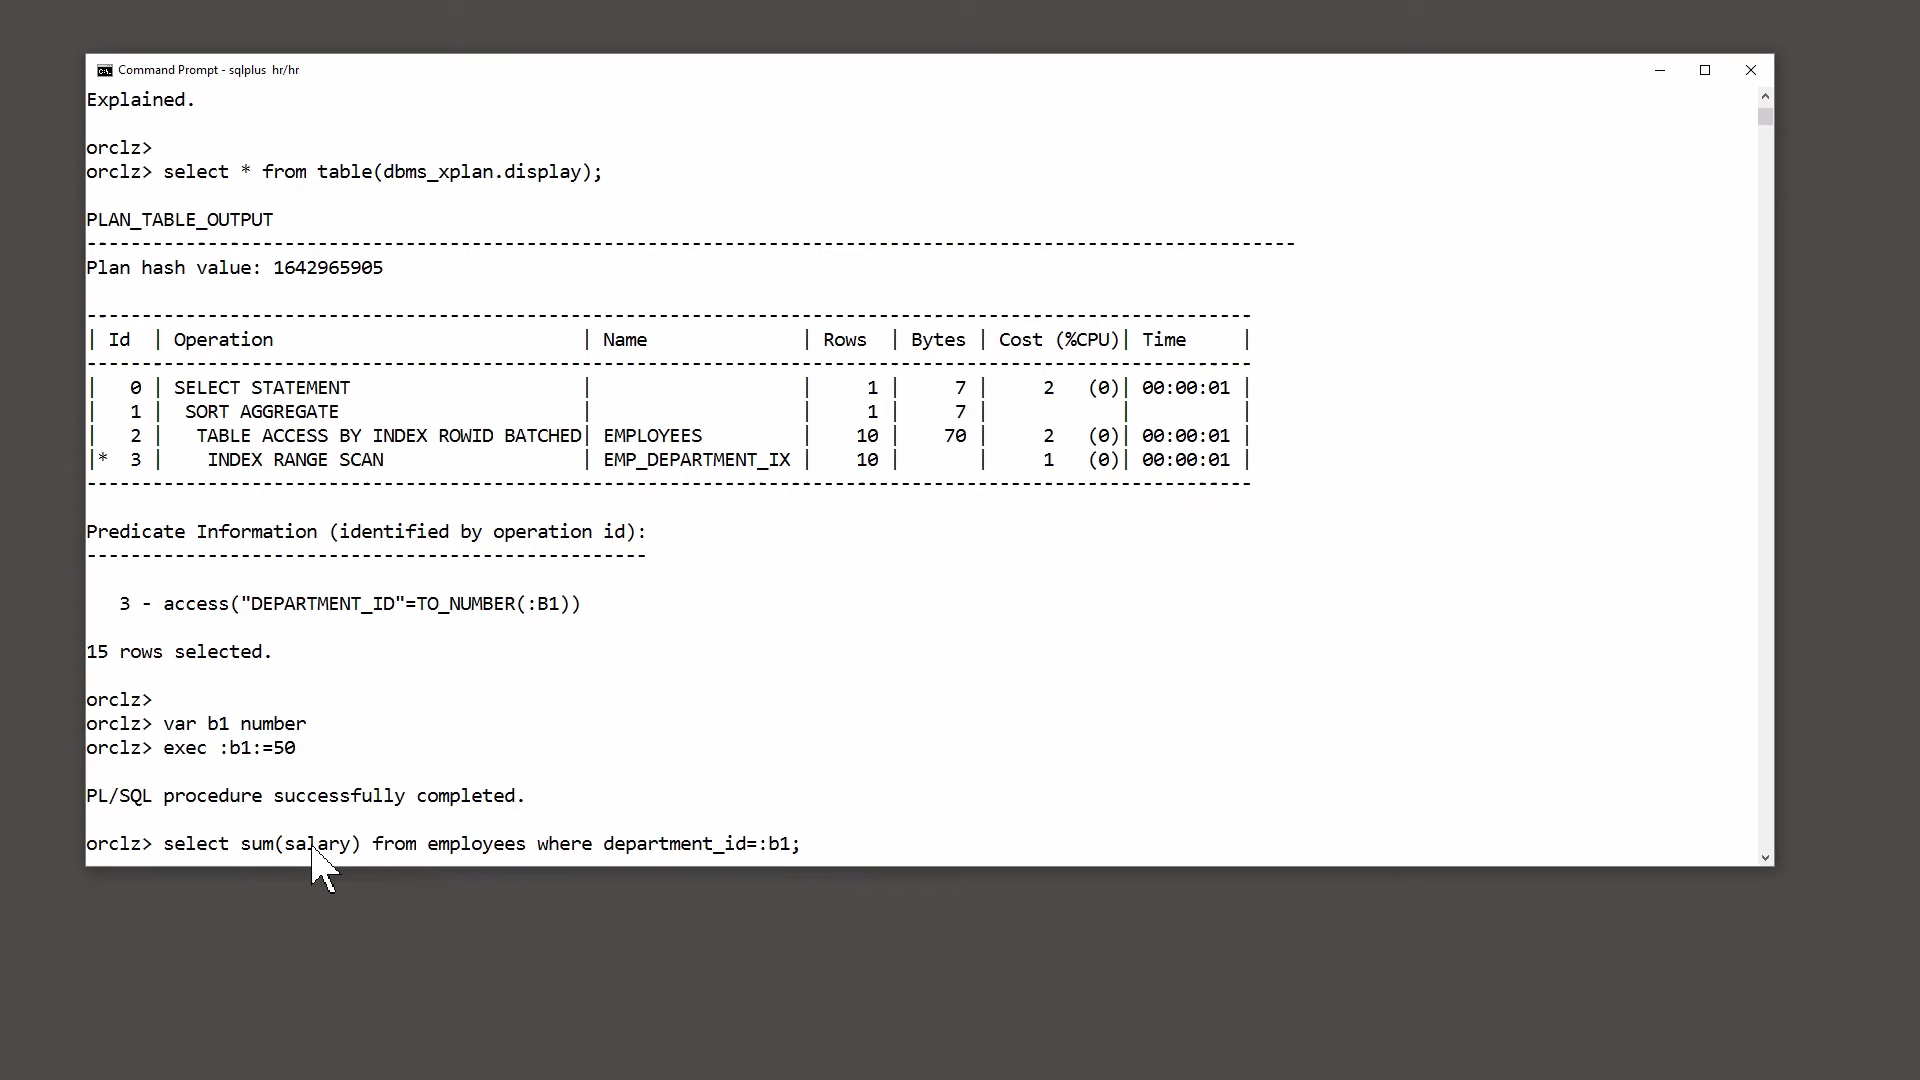 Command Prompt - sqlplus  hr/hr
Explained.
orclz>
orclz> select * from table(dbms_xplan.display);
PLAN_TABLE_OUTPUT
--------------------------------------------------------------------------------------------------------------
Plan hash value: 1642965905
----------------------------------------------------------------------------------------------------------
| Id  | Operation                            | Name              | Rows  | Bytes | Cost (%CPU)| Time     |
----------------------------------------------------------------------------------------------------------
|   0 | SELECT STATEMENT                     |                   |     1 |     7 |     2   (0)| 00:00:01 |
|   1 |  SORT AGGREGATE                      |                   |     1 |     7 |            |          |
|   2 |   TABLE ACCESS BY INDEX ROWID BATCHED| EMPLOYEES         |    10 |    70 |     2   (0)| 00:00:01 |
|*  3 |    INDEX RANGE SCAN                  | EMP_DEPARTMENT_IX |    10 |       |     1   (0)| 00:00:01 |
----------------------------------------------------------------------------------------------------------
Predicate Information (identified by operation id):
---------------------------------------------------
   3 - access("DEPARTMENT_ID"=TO_NUMBER(:B1))
15 rows selected.
orclz>
orclz> var b1 number
orclz> exec :b1:=50
PL/SQL procedure successfully completed.
orclz> select sum(salary) from employees where department_id=:b1;